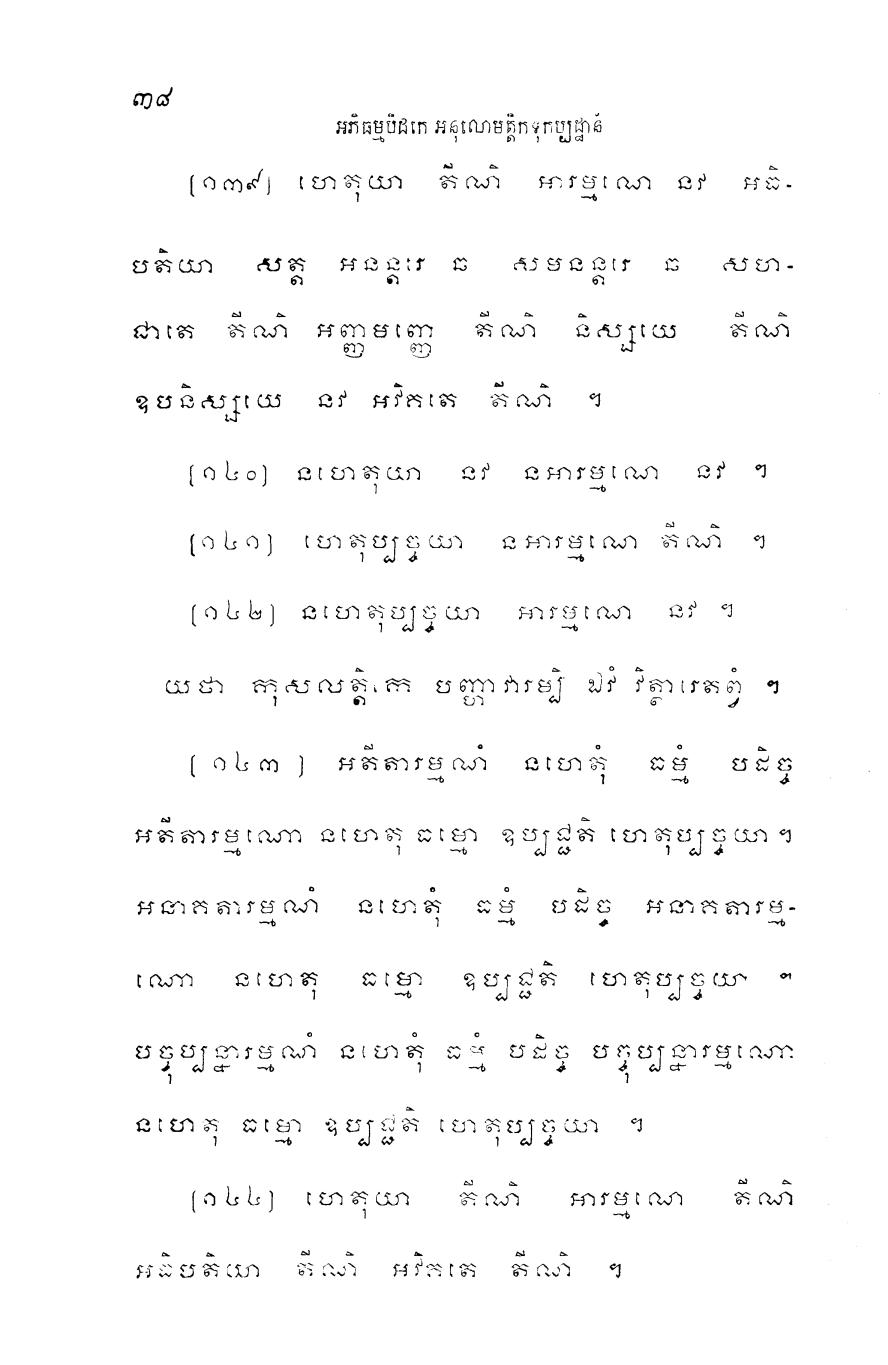 ៣៨
អភិធម្មបិដកេ អនុលោមត្តិកទុកប្បដ្ឋានំ
[១៣៩] ហេតុយា តីណិ អារម្មណេ នវ អធិ-
បតិយា សត្ត អនន្តរេ ឆ សមនន្តរេ ឆ សហ-
ជាតេ តីណិ អញ្ញមញ្ញេ តីណិ និស្សយេ តីណិ
ឧបនិស្សយេ នវ អវិគតេ តីណិ ។
[១៤០] នហេតុយា នវ នអារម្មណេ នវ ។
[១៤១] ហេតុប្បច្ចយា នអារម្មណេ តីណិ ។
[១៤២] នហេតុប្បច្ចយា អារម្មណេ នវ ។
យថា កុសលត្តិកេ បញ្ហាវារម្បិ ឯវំ វិត្ថារេតព្វំ ។
[ ១៤៣ ] អតីតារម្មណំ នហេតុំ ធម្មំ បដិច្ច
អតីតារម្មណោ នហេតុ ធម្មោ ឧប្បជ្ជតិ ហេតុប្បច្ចយា ។
អនាគតារម្មណំ នហេតុំ ធម្មំ បដិច្ច អនាគតារម្ម-
ណោ នហេតុ ធម្មោ ឧប្បជ្ជតិ ហេតុប្បច្ចយា ។
បច្ចុប្បន្នារម្មណំ នហេតុំ ធម្មំ បដិច្ច បច្ចុប្បន្នារម្មណោ
នហេតុ ធម្មោ ឧប្បជ្ជតិ ហេតុប្បច្ចយា ។
[១៤៤] ហេតុយា តីណិ អារម្មណេ តីណិ
អធិបតិយា តីណិ អវិគតេ តីណិ ។